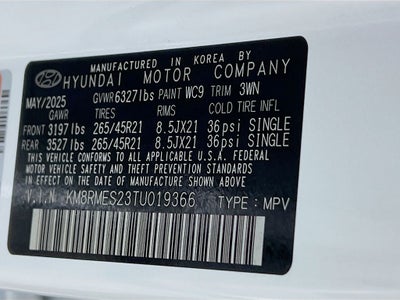 MANUFACTURED IN KOREA
HYUNDAI MOTOR COMPANY
MAY/2025 GVWR 6327lbs PAINT WC9 TRIM 3WN
GAWR TIRES RIMS COLD TIRE INFL
FRONT 3197lbs 265/45R21 8.5JX21 36psi SINGLE
REAR 3527lbs 265/45R21 8.5JX21 36psi SINGLE
THIS VEHICLE CONFORMS TO ALL APPLICABLE U.S.A. FEDERAL
MOTOR VEHICLE SAFETY, BUMPER, AND THEFT PREVENTION
STANDARDS IN EFFECT ON THE DATE OF MANUFACTURE SHOWN
ABOVE
V.I.N KM8RMES23TU019366 TYPE: MPV